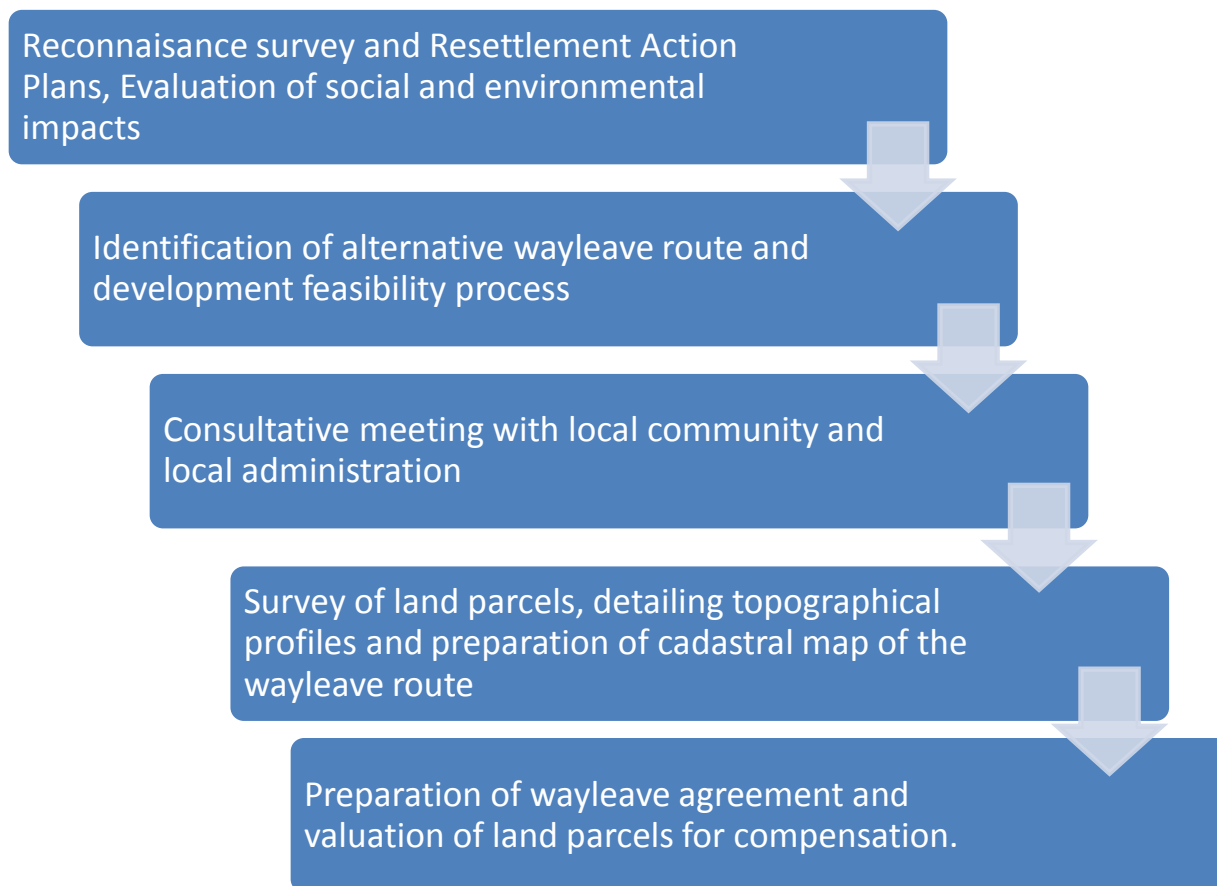 Reconnaisance survey and Resettlement Action
Plans, Evaluation of social and environmental
impacts
Identification of alternative wayleave route and
development feasibility process
Consultative meeting with local community and
local administration
Survey of land parcels, detailing topographical
profiles and preparation of cadastral map of the
wayleave route
Preparation of wayleave agreement and
valuation of land parcels for compensation.